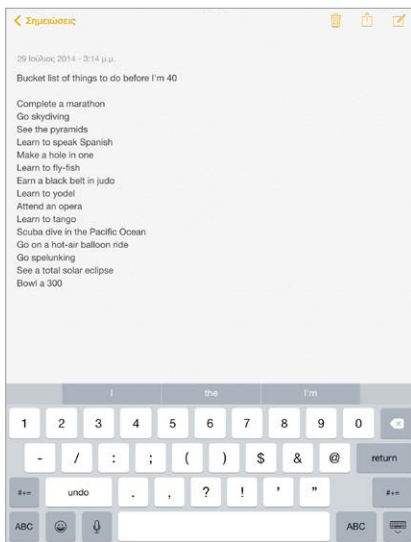 Σημειώσεις
29 Ιούλιος 2014 - 3:14 μ.μ.
Bucket list of things to do before I'm 40
Complete a marathon
Go skydiving
See the pyramids
Learn to speak Spanish
Make a hole in one
Learn to fly-fish
Earn a black belt in judo
Learn to yodel
Attend an opera
Learn to tango
Scuba dive in the Pacific Ocean
Go on a hot-air balloon ride
Go spelunking
See a total solar eclipse
Bowl a 300
I the I'm
1 2 3 4 5 6 7 8 9 0
- / : ; ( ) $ & @ return
#+= undo . , ? ! ' " #+=
ABC ABC